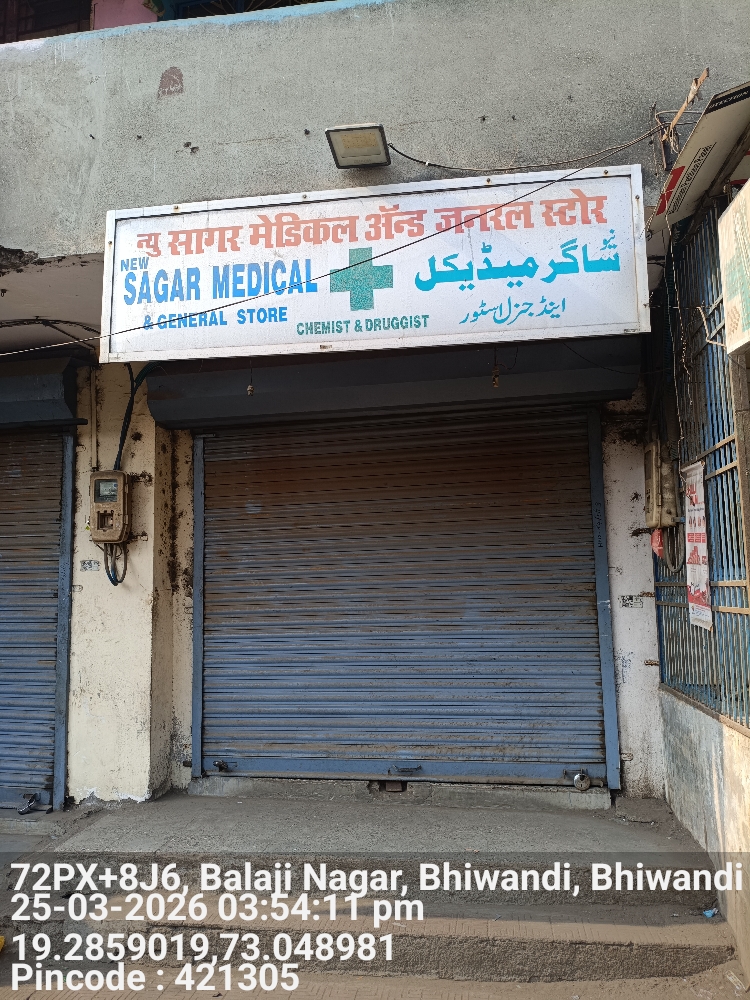 न्यु सागर मेडिकल ॲन्ड जनरल स्टोर
NEW
SAGAR MEDICAL
& GENERAL STORE
CHEMIST & DRUGGIST
نیو
ساگر میڈیکل
اینڈ جنرل اسٹور
72PX+8J6, Balaji Nagar, Bhiwandi, Bhiwandi
25-03-2026 03:54:11 pm
19.2859019,73.048981
Pincode : 421305